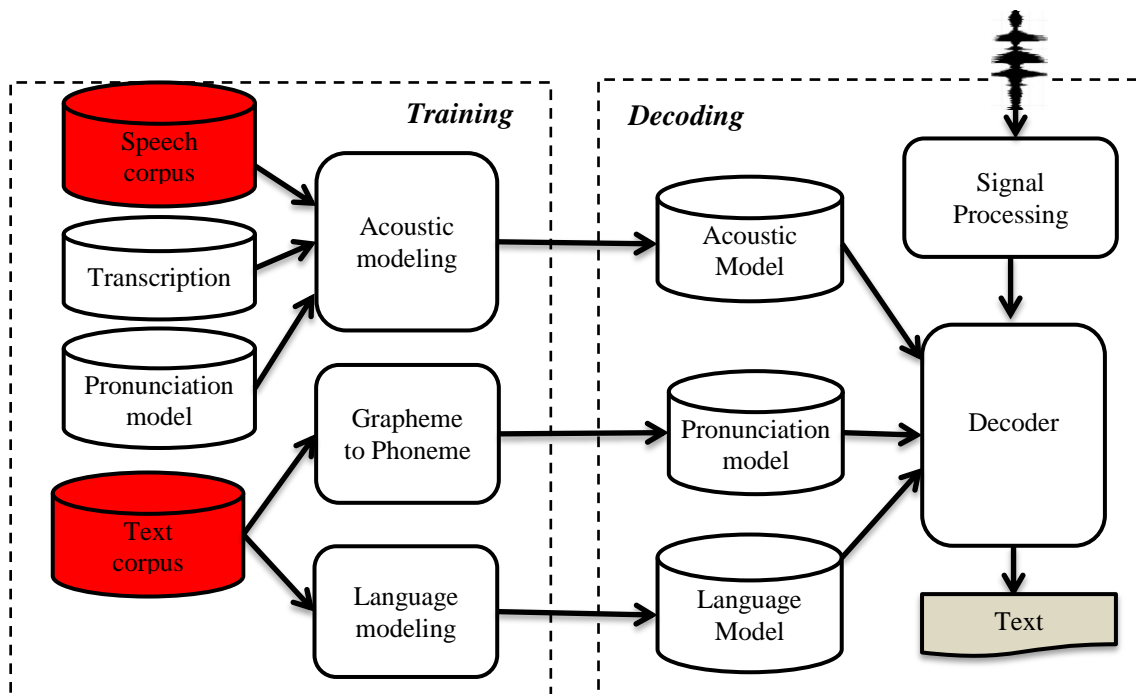 Training
Speech
corpus
Transcription
Pronunciation
model
Text
corpus
Acoustic
modeling
Grapheme
to Phoneme
Language
modeling
Decoding
Acoustic
Model
Pronunciation
model
Language
Model
Signal
Processing
Decoder
Text